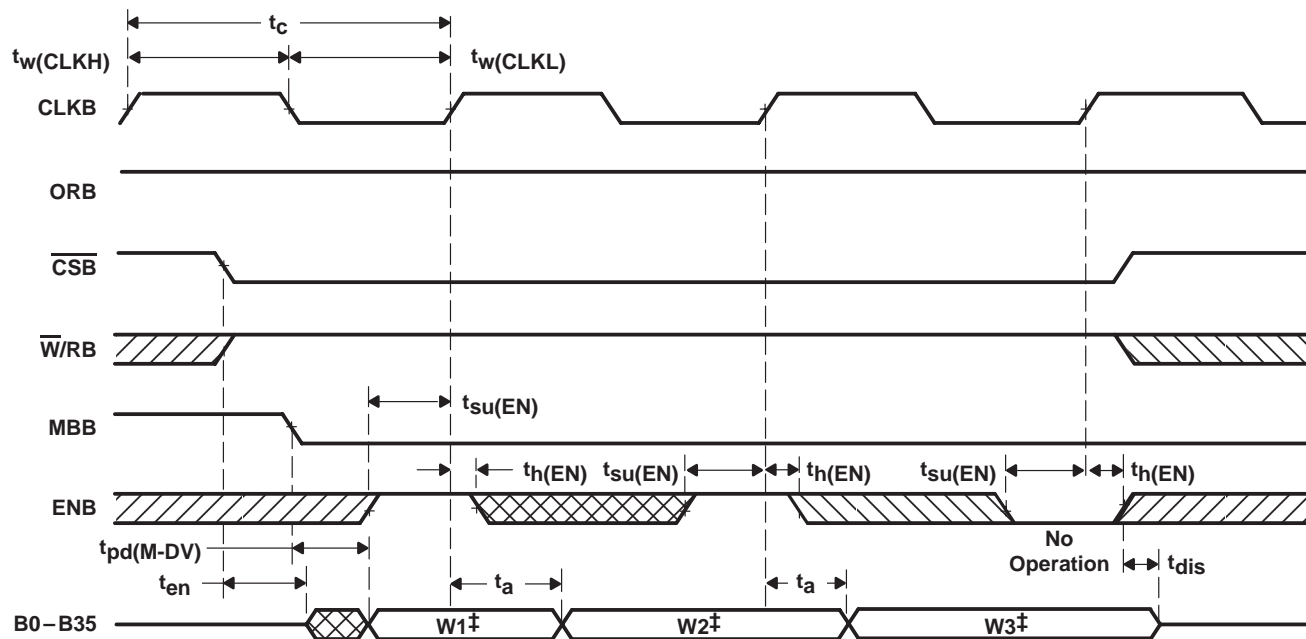 tc
tw(CLKH)
tw(CLKL)
CLKB
ORB
CSB
W/RB
tsu(EN)
MBB
th(EN)
tsu(EN)
th(EN)
tsu(EN)
th(EN)
ENB
No
Operation
tpd(M-DV)
ten
ta
ta
tdis
B0–B35
W1‡
W2‡
W3‡